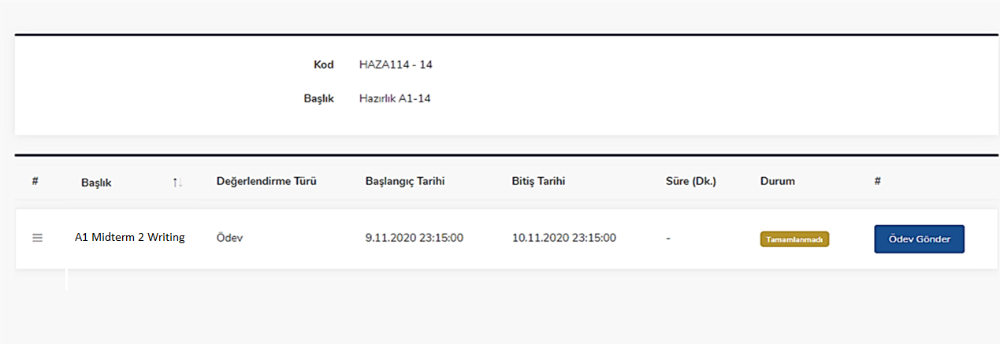 Kod HAZA114 - 14
Başlık Hazırlık A1-14
# Başlık ↑↓ Değerlendirme Türü Başlangıç Tarihi Bitiş Tarihi Süre (Dk.) Durum #
A1 Midterm 2 Writing Ödev 9.11.2020 23:15:00 10.11.2020 23:15:00 - Tamamlanmadı Ödev Gönder